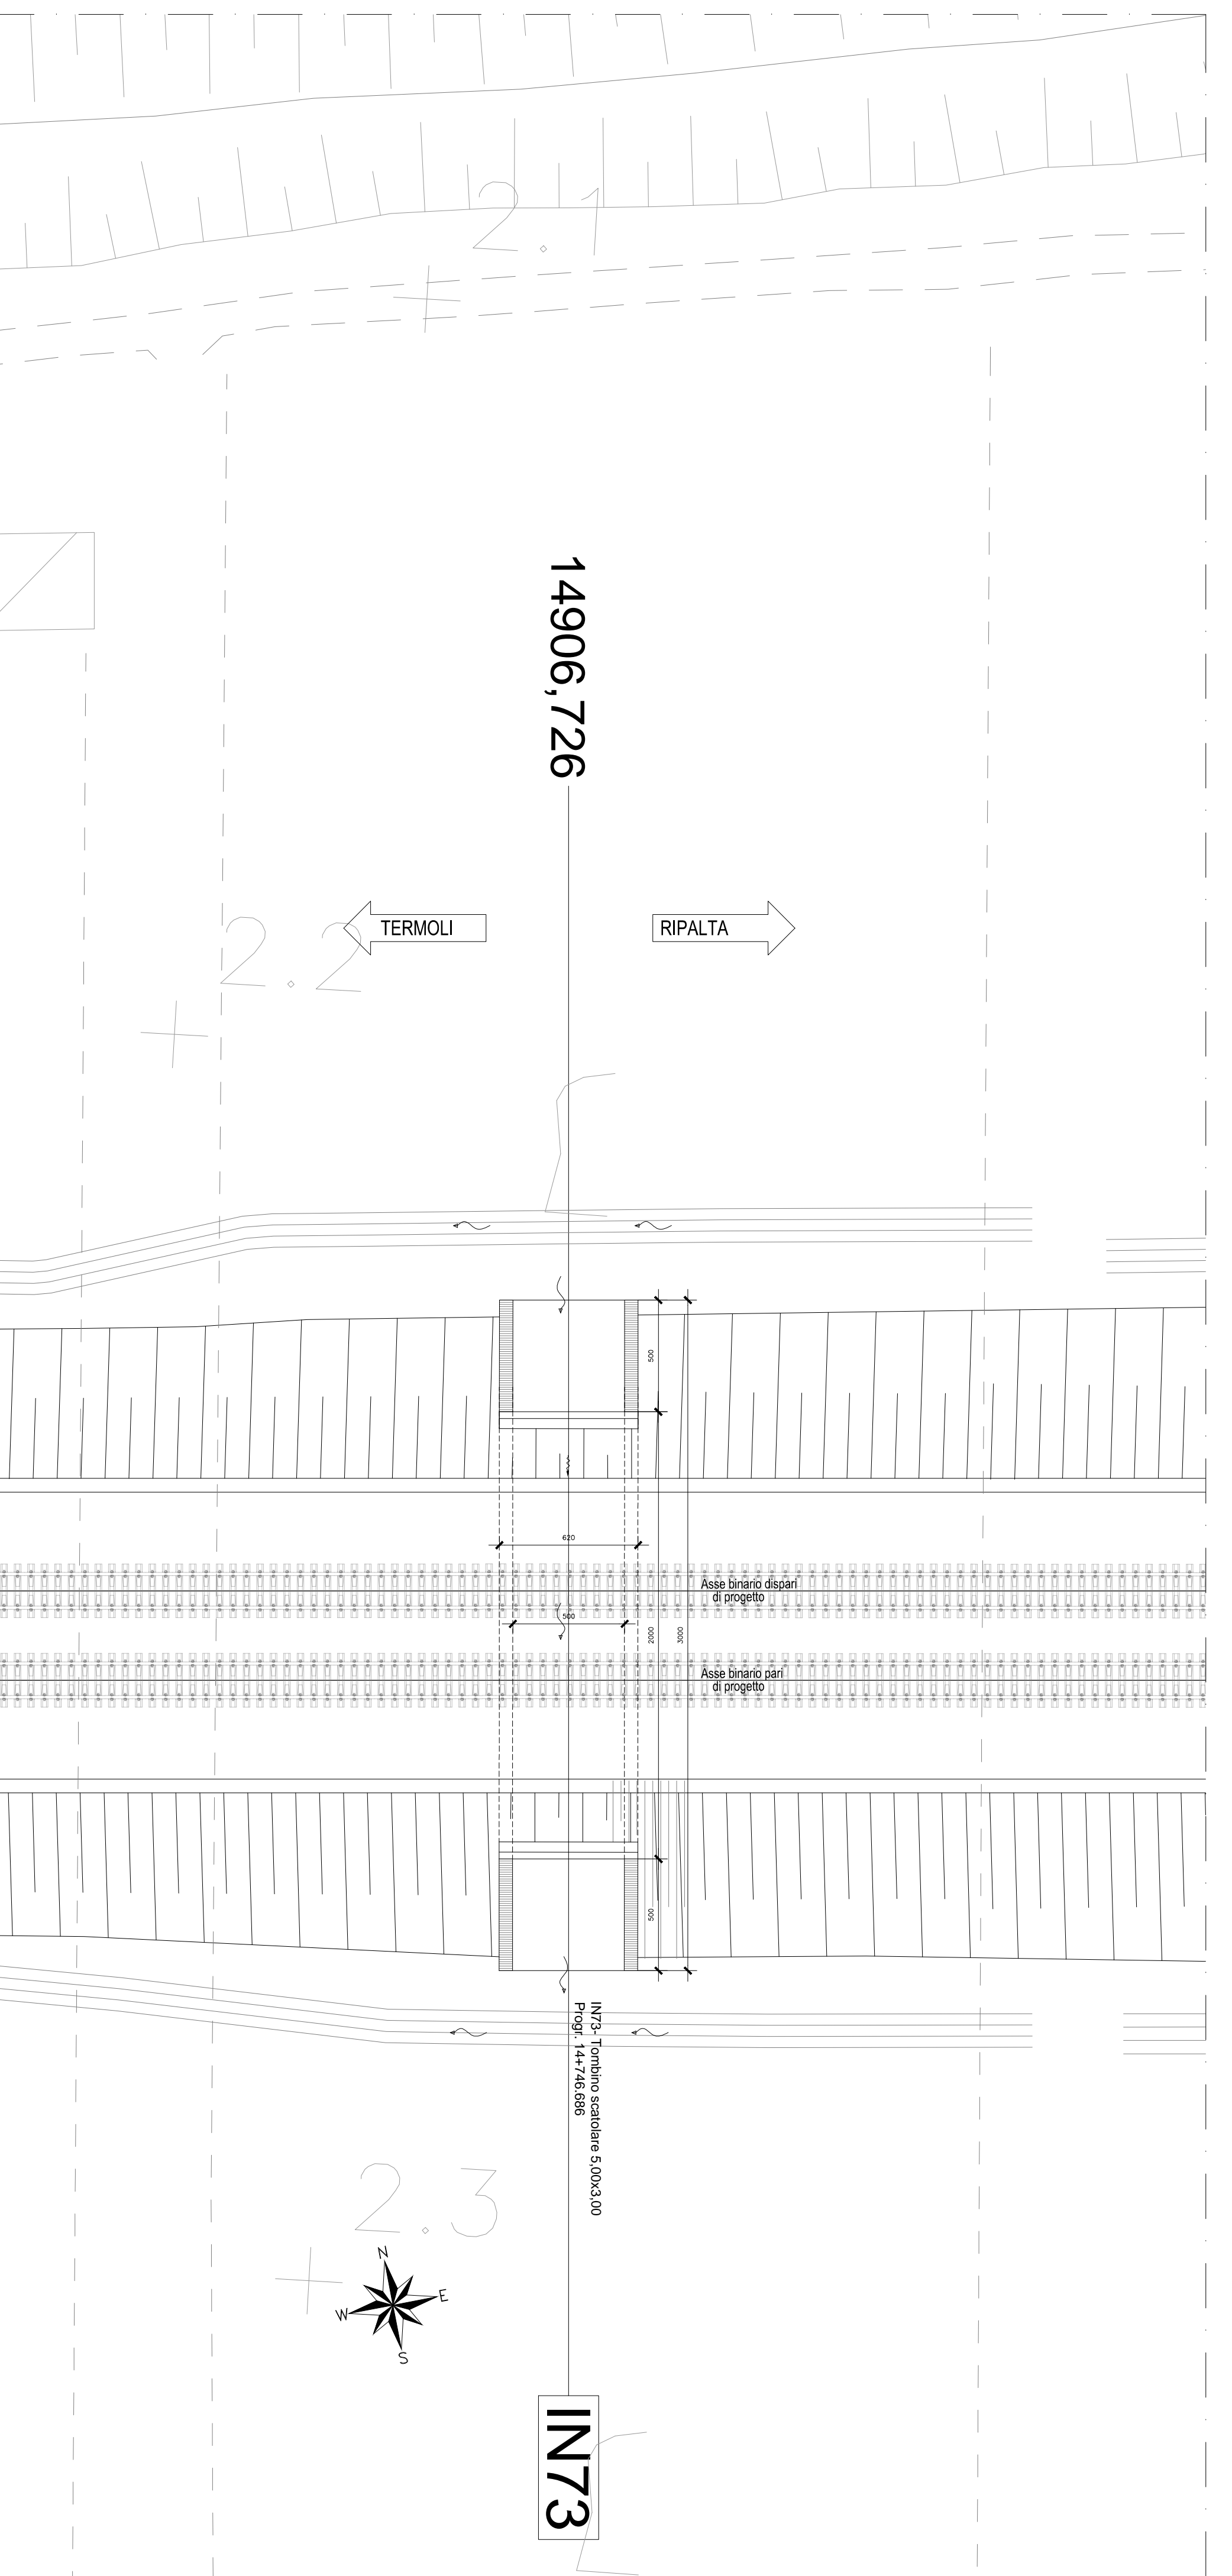 2.1
14906,726
TERMOLI
RIPALTA
2.2
500
620
Asse binario dispari
di progetto
500
2000
3000
Asse binario pari
di progetto
500
IN73- Tombino scatolare 5,00x3,00
Progr. 14+746.686
2.3
N
E
W
S
IN73